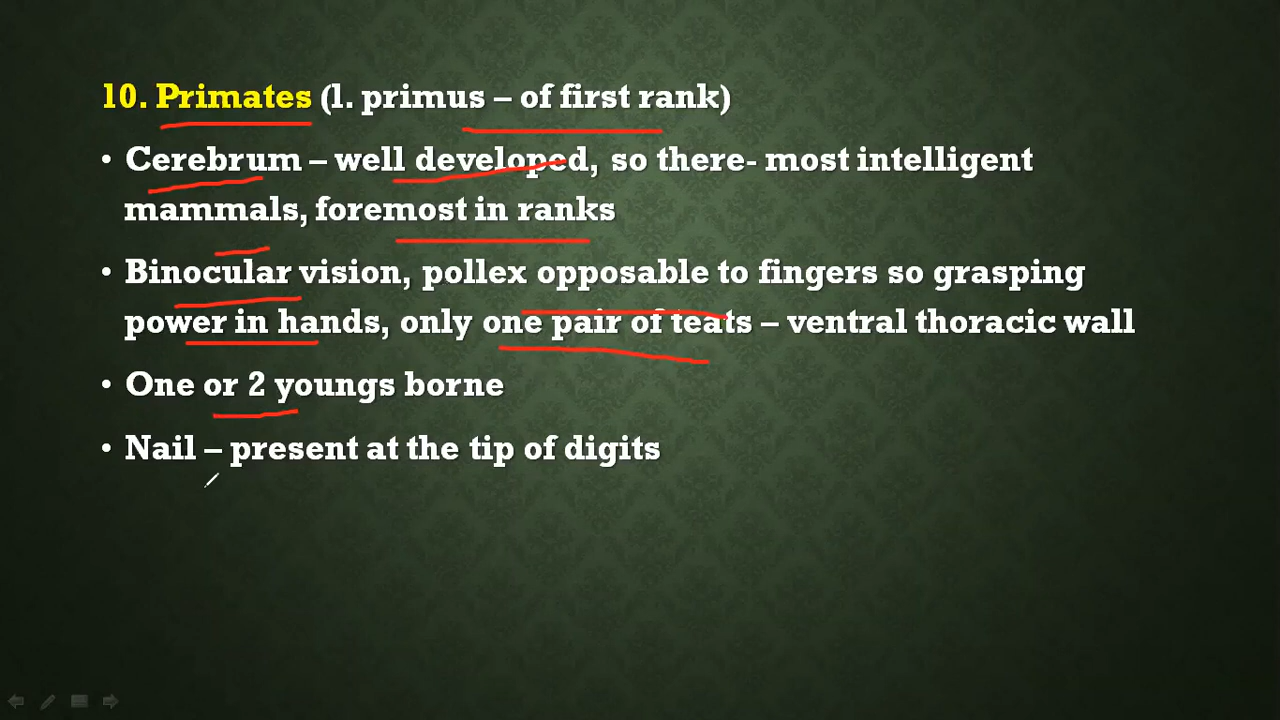 10. Primates (l. primus – of first rank)
• Cerebrum – well developed, so there- most intelligent
mammals, foremost in ranks
• Binocular vision, pollex opposable to fingers so grasping
power in hands, only one pair of teats – ventral thoracic wall
• One or 2 youngs borne
• Nail – present at the tip of digits